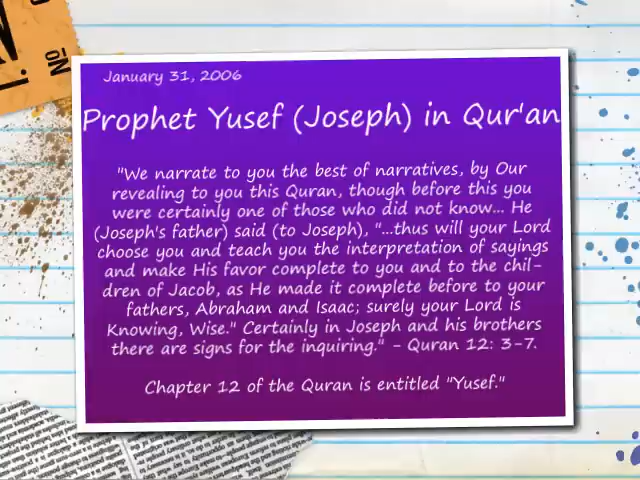 January 31, 2006
Prophet Yusef (Joseph) in Qur'an
"We narrate to you the best of narratives, by Our
revealing to you this Quran, though before this you
were certainly one of those who did not know... He
(Joseph's father) said (to Joseph), "...thus will your Lord
choose you and teach you the interpretation of sayings
and make His favor complete to you and to the chil-
dren of Jacob, as He made it complete before to your
fathers, Abraham and Isaac; surely your Lord is
Knowing, Wise." Certainly in Joseph and his brothers
there are signs for the inquiring." - Quran 12: 3-7.
Chapter 12 of the Quran is entitled "Yusef."